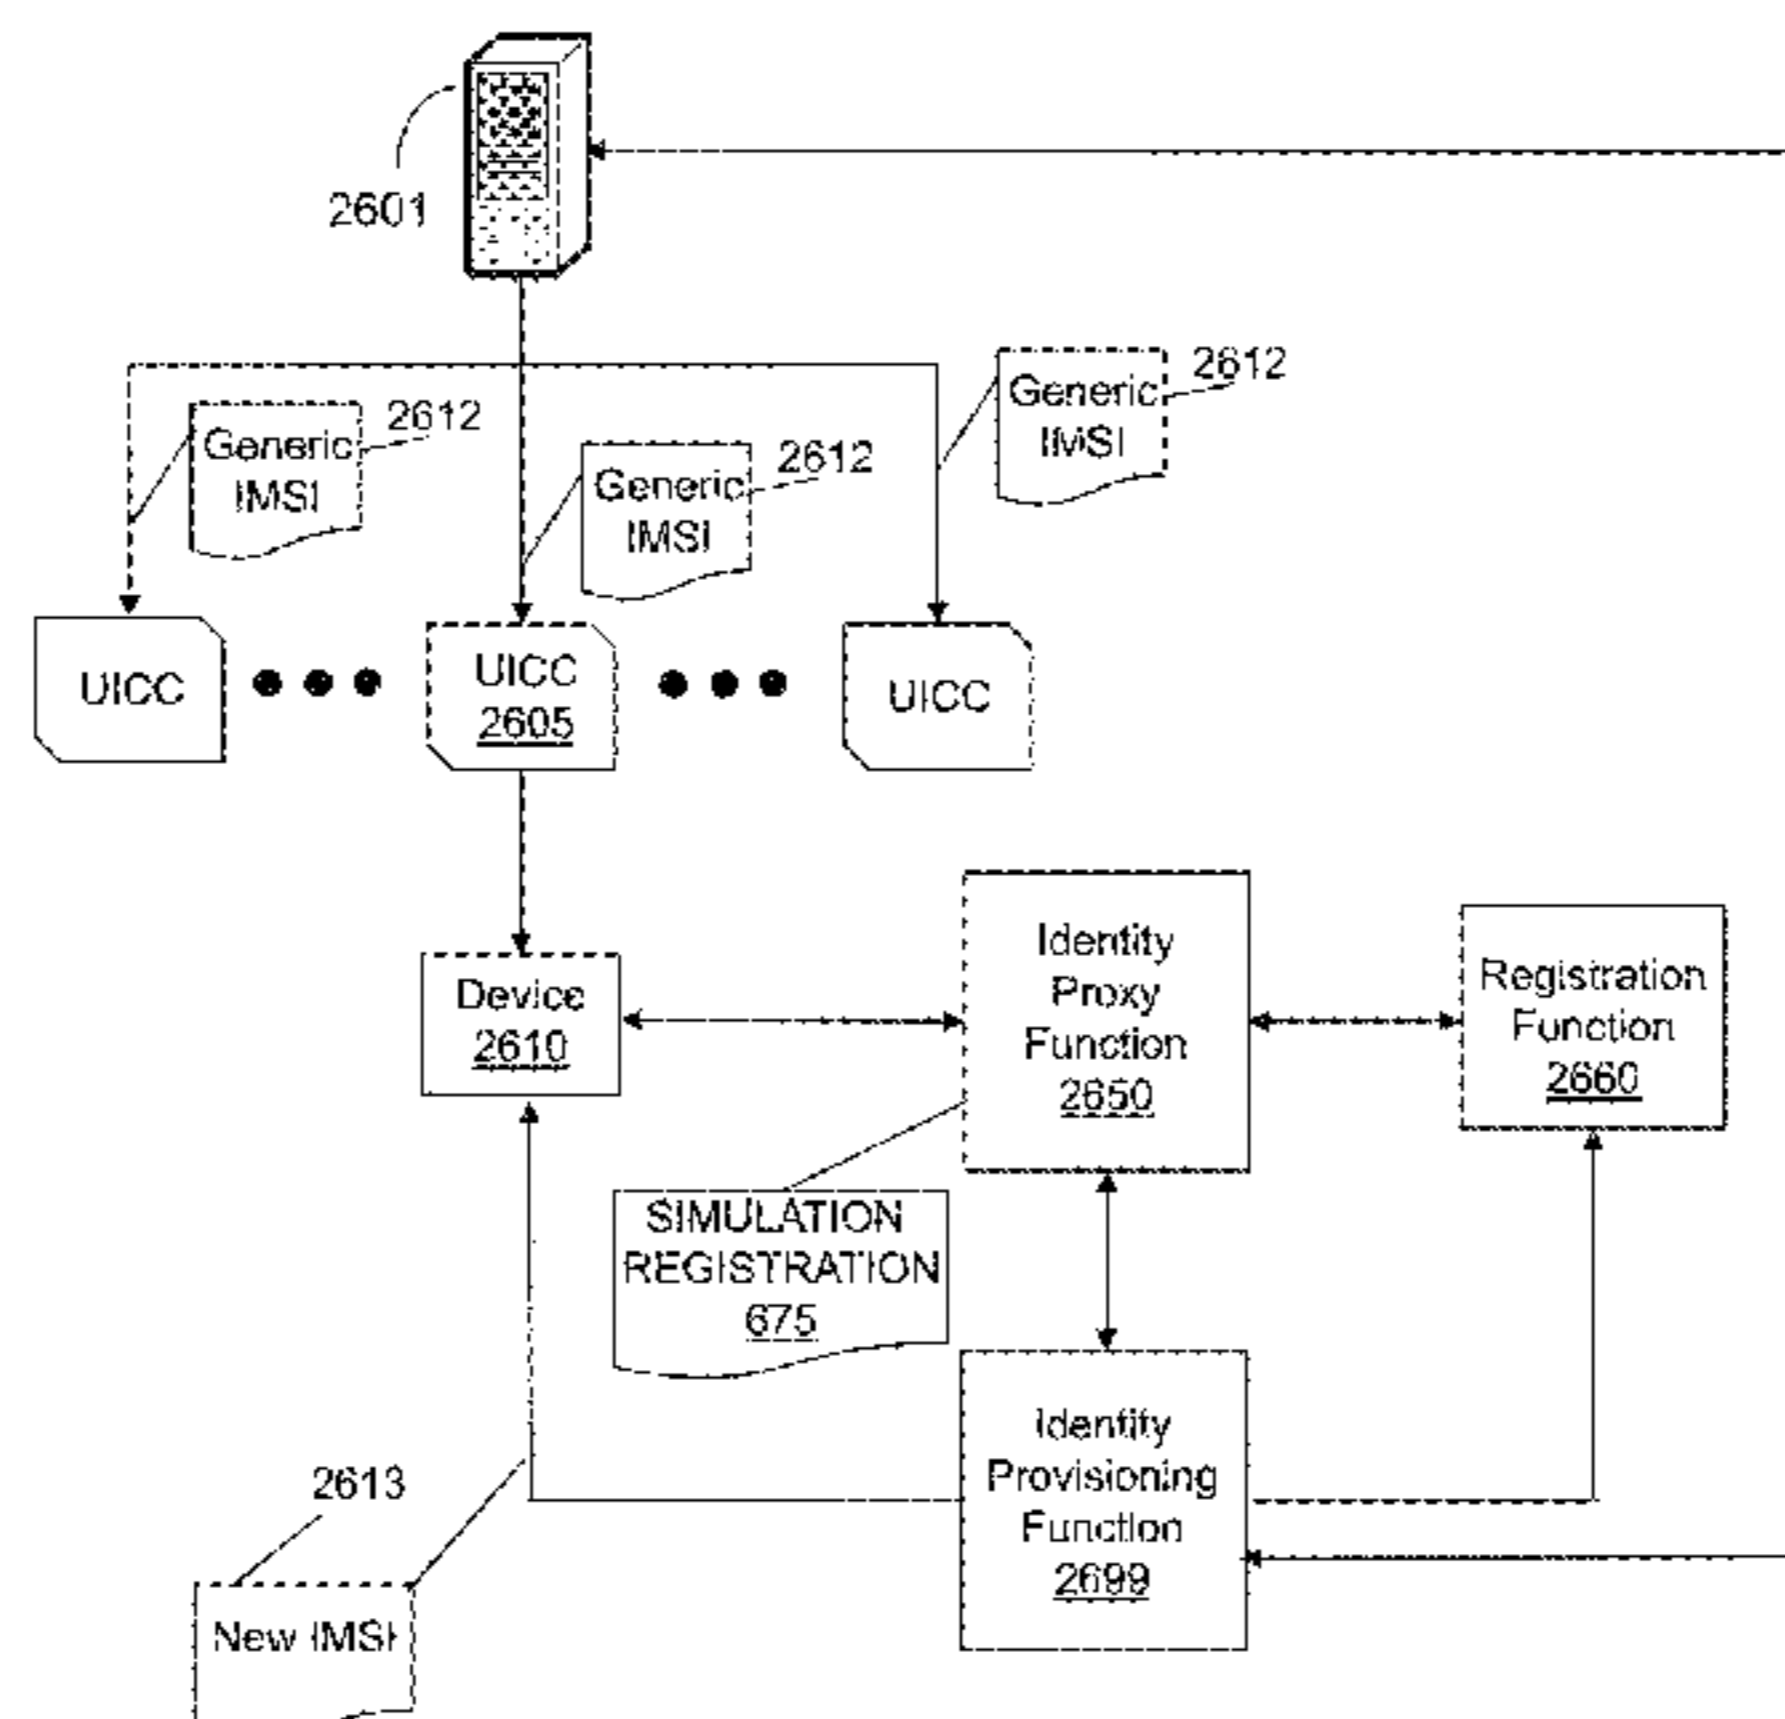 2601
Generic
IMSI
2612
Generic
IMSI
2612
Generic
IMSI
2612
UICC
UICC
2605
UICC
Device
2610
Identity
Proxy
Function
2650
Registration
Function
2660
SIMULATION
REGISTRATION
675
Identity
Provisioning
Function
2699
2613
New IMSI